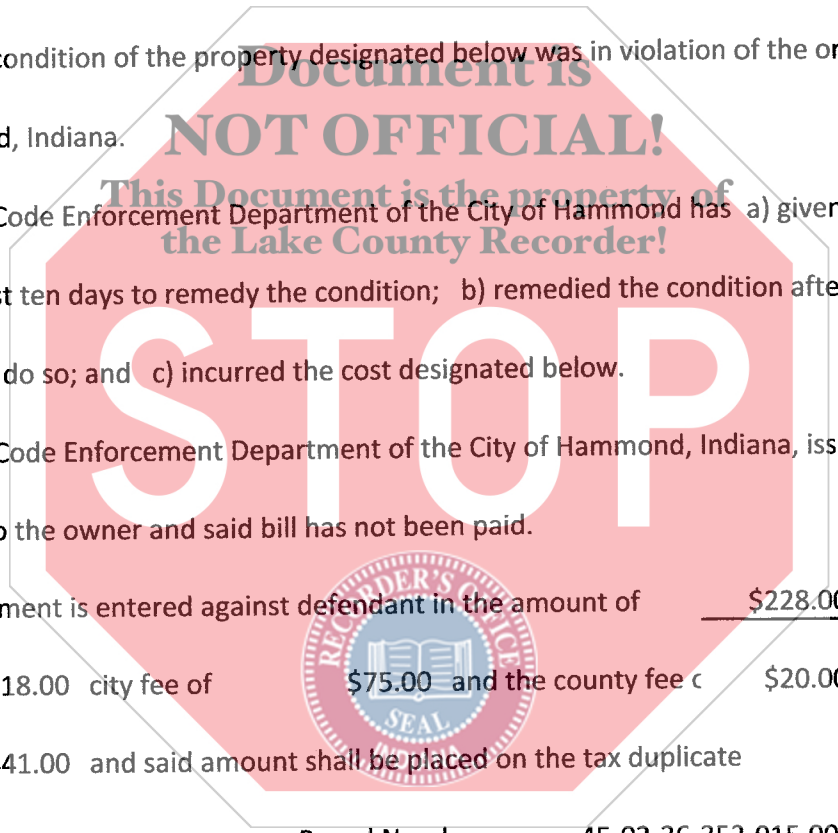 condition of the property designated below was in violation of the or
Document is
d, Indiana.
NOT OFFICIAL!
This Document is the property of
Code Enforcement Department of the City of Hammond has a) given
the Lake County Recorder!
st ten days to remedy the condition; b) remedied the condition afte
STOP
do so; and c) incurred the cost designated below.
Code Enforcement Department of the City of Hammond, Indiana, iss
o the owner and said bill has not been paid.
RECORDER'S OFFICE
SEAL
INDIANA
ment is entered against defendant in the amount of $228.00
18.00 city fee of $75.00 and the county fee c $20.00
41.00 and said amount shall be placed on the tax duplicate